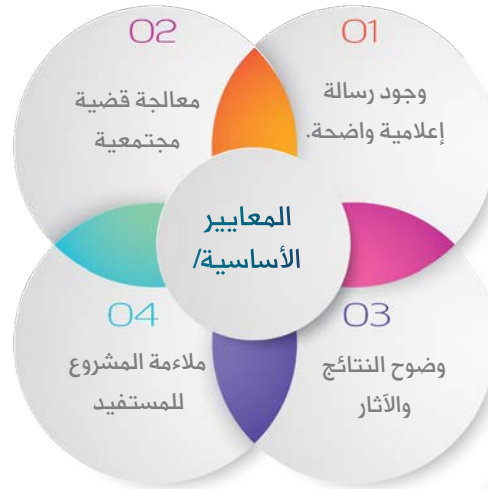 المعايير
الأساسية/
01
وجود رسالة
إعلامية واضحة.
02
معالجة قضية
مجتمعية
03
وضوح النتائج
والآثار
04
ملاءمة المشروع
للمستفيد